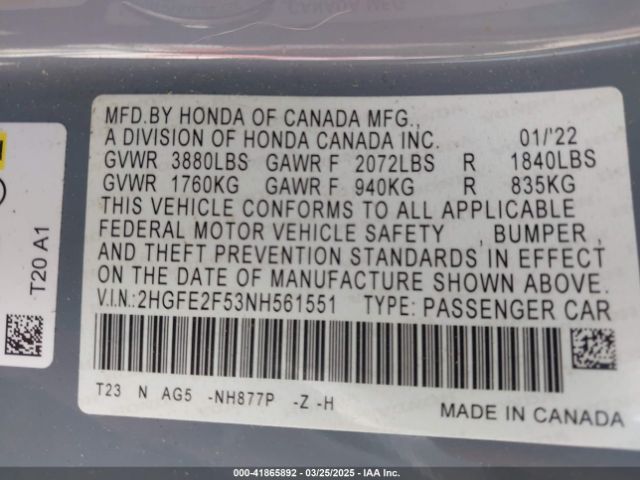 MFD.BY HONDA OF CANADA MFG.,
A DIVISION OF HONDA CANADA INC. 01/'22
GVWR 3880LBS GAWR F 2072LBS R 1840LBS
GVWR 1760KG GAWR F 940KG R 835KG
THIS VEHICLE CONFORMS TO ALL APPLICABLE
FEDERAL MOTOR VEHICLE SAFETY , BUMPER ,
AND THEFT PREVENTION STANDARDS IN EFFECT
ON THE DATE OF MANUFACTURE SHOWN ABOVE.
V.I.N.:2HGFE2F53NH561551 TYPE: PASSENGER CAR
T23 N AG5 -NH877P -Z -H
MADE IN CANADA
T20 A1
000-41865892 / 03/25/2025 - IAA Inc.